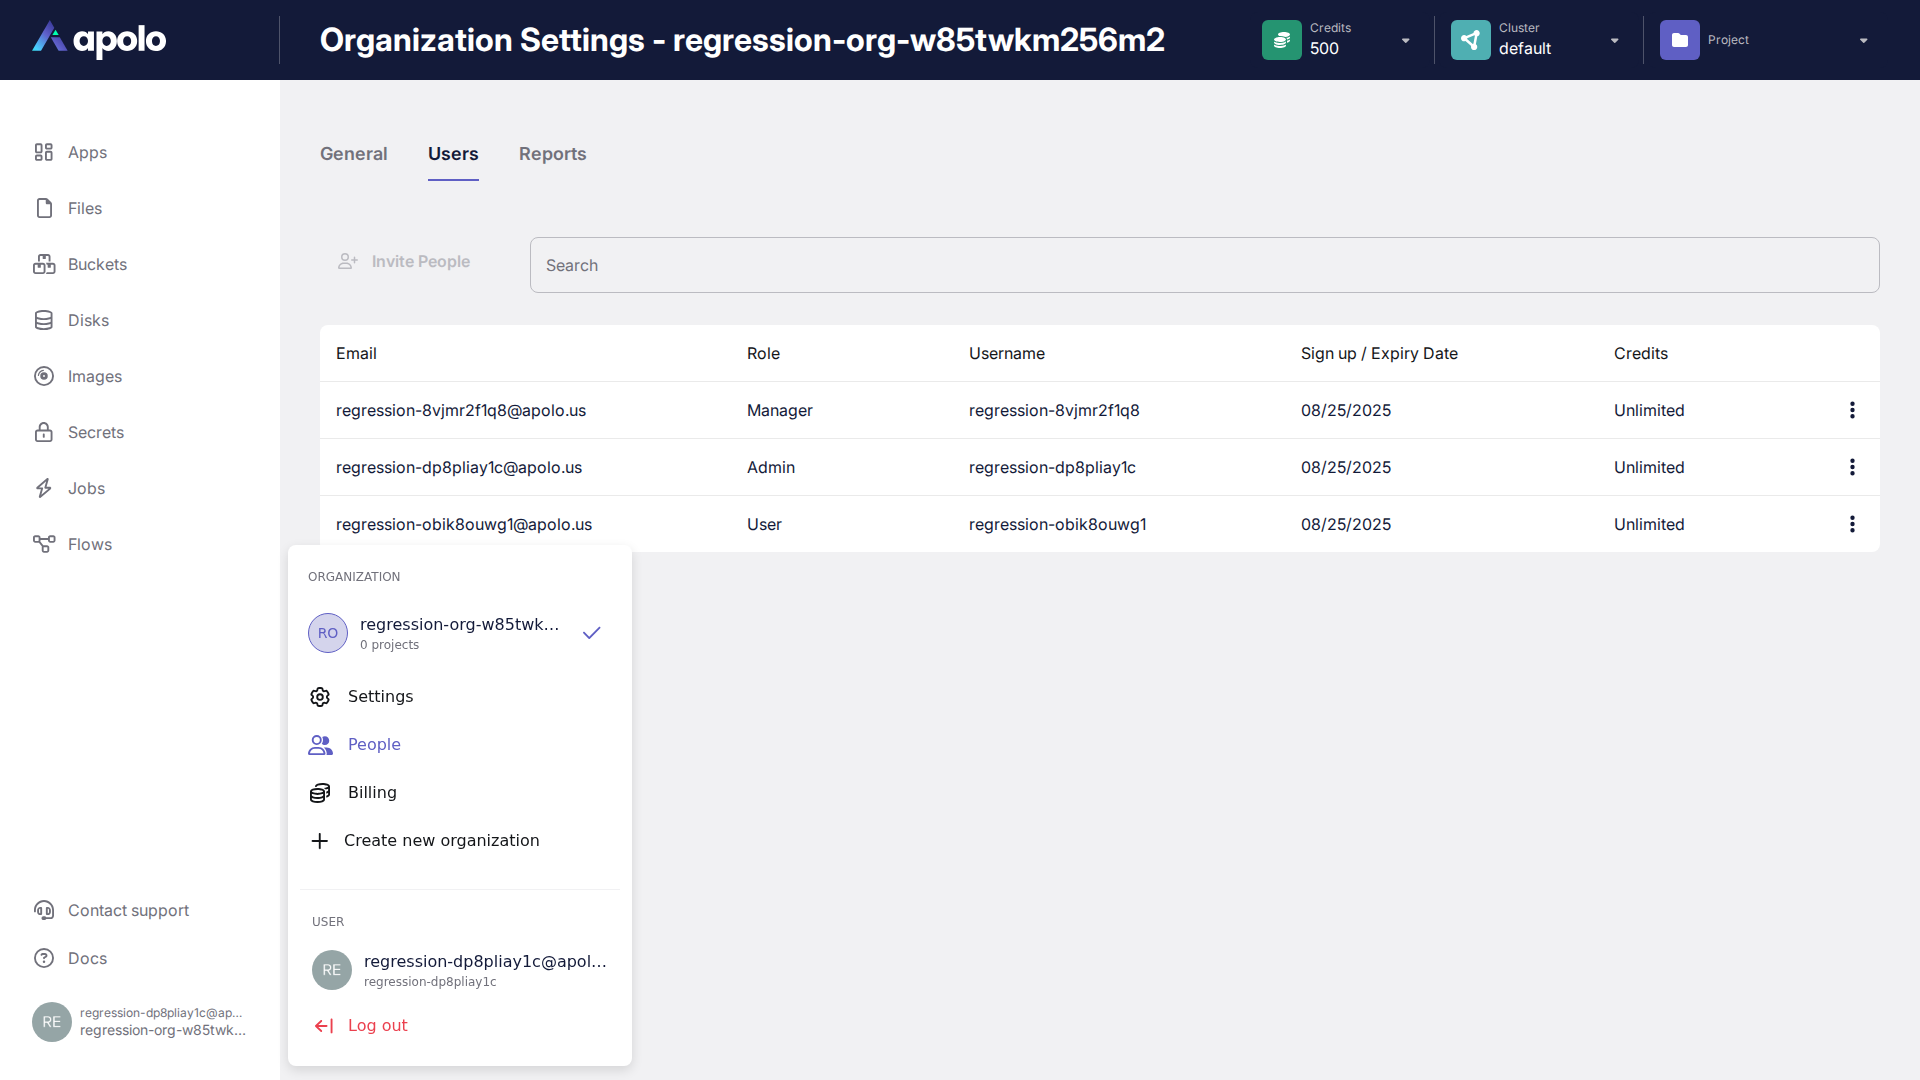 apolo
Organization Settings - regression-org-w85twkm256m2
Credits
500
Cluster
default
Project
Apps
Files
Buckets
Disks
Images
Secrets
Jobs
Flows
General
Users
Reports
Invite People
Search
Email Role Username Sign up / Expiry Date Credits
regression-8vjmr2f1q8@apolo.us Manager regression-8vjmr2f1q8 08/25/2025 Unlimited
regression-dp8pliay1c@apolo.us Admin regression-dp8pliay1c 08/25/2025 Unlimited
regression-obik8ouwg1@apolo.us User regression-obik8ouwg1 08/25/2025 Unlimited
ORGANIZATION
RO
regression-org-w85twk...
0 projects
Settings
People
Billing
Create new organization
USER
RE
regression-dp8pliay1c@apol...
regression-dp8pliay1c
Log out
Contact support
Docs
RE
regression-dp8pliay1c@ap...
regression-org-w85twk...